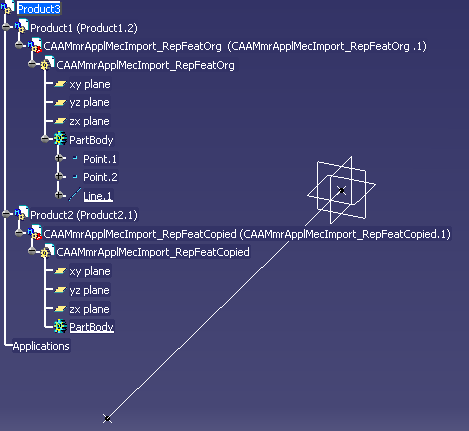 Product3
Product1 (Product1.2)
CAAMmrApplMecImport_RepFeatOrg (CAAMmrApplMecImport_RepFeatOrg .1)
CAAMmrApplMecImport_RepFeatOrg
xy plane
yz plane
zx plane
PartBody
Point.1
Point.2
Line.1
Product2 (Product2.1)
CAAMmrApplMecImport_RepFeatCopied (CAAMmrApplMecImport_RepFeatCopied.1)
CAAMmrApplMecImport_RepFeatCopied
xy plane
yz plane
zx plane
PartBody
Applications